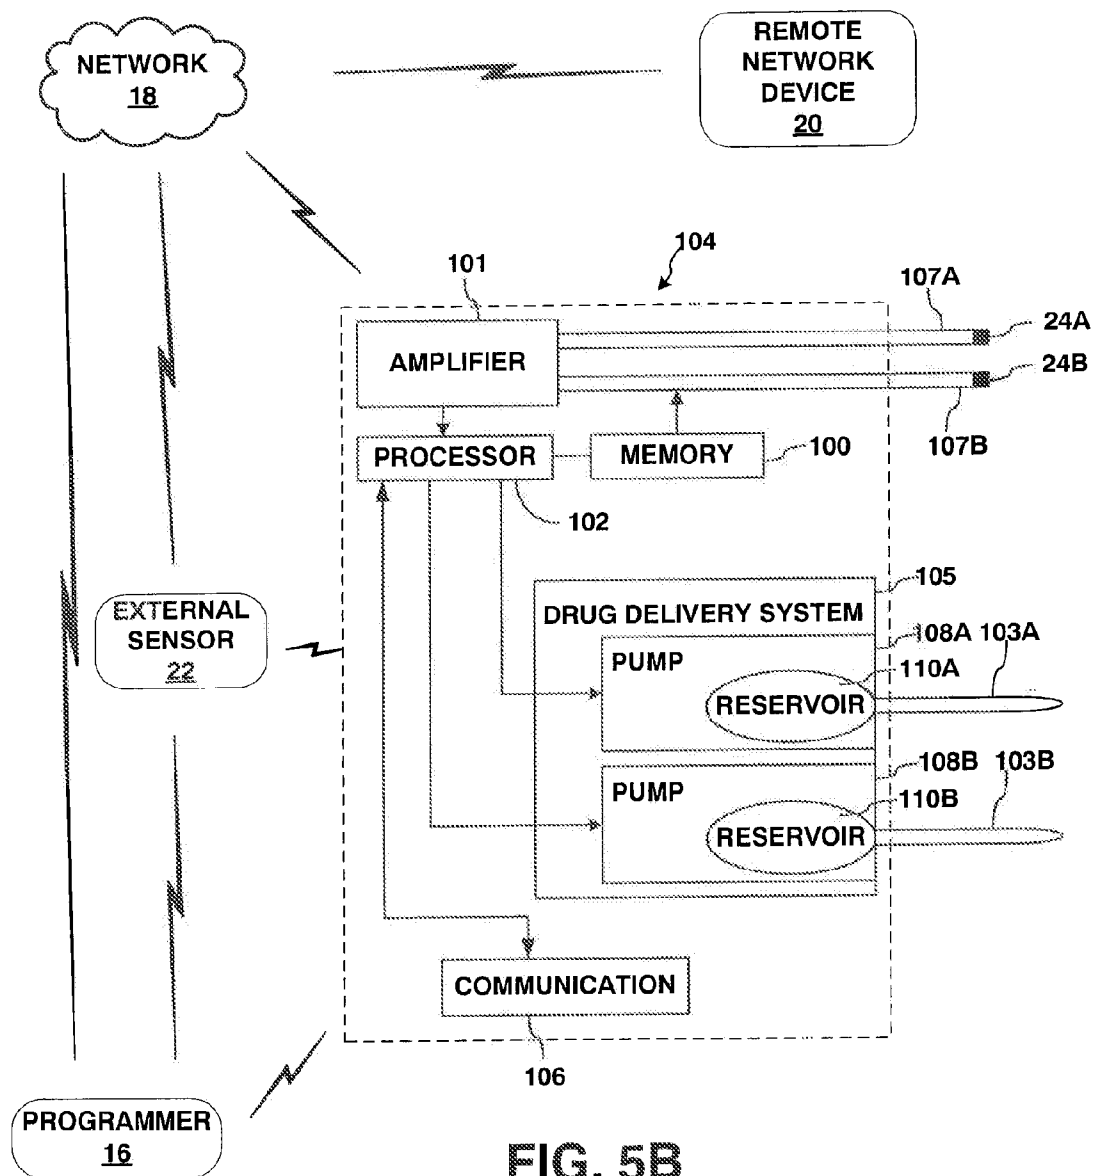 NETWORK
18
REMOTE
NETWORK
DEVICE
20
104
101
107A
24A
AMPLIFIER
24B
107B
PROCESSOR
MEMORY
100
102
105
EXTERNAL
SENSOR
22
DRUG DELIVERY SYSTEM
108A 103A
PUMP
110A
RESERVOIR
108B 103B
PUMP
110B
RESERVOIR
COMMUNICATION
106
PROGRAMMER
16
FIG. 5B